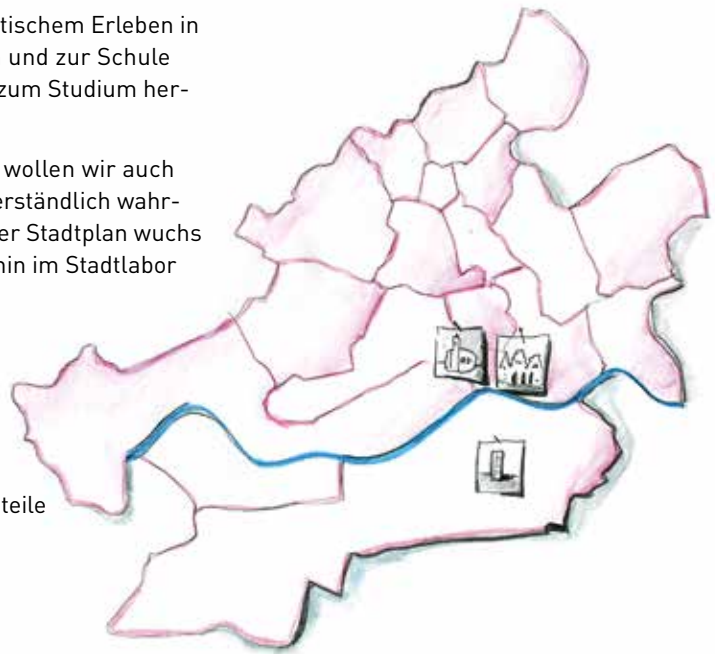 tischem Erleben in
und zur Schule
zum Studium her-
wollen wir auch
erständlich wahr-
er Stadtplan wuchs
hin im Stadtlabor
teile